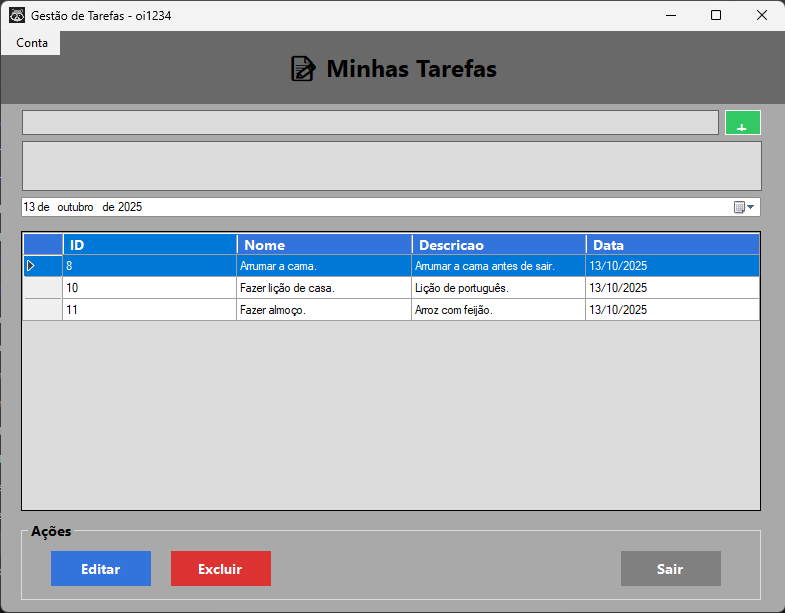 Gestão de Tarefas - oi1234
Conta
Minhas Tarefas
+
13 de outubro de 2025
ID Nome Descricao Data
8 Arrumar a cama. Arrumar a cama antes de sair. 13/10/2025
10 Fazer lição de casa. Lição de português. 13/10/2025
11 Fazer almoço. Arroz com feijão. 13/10/2025
Ações
Editar Excluir Sair